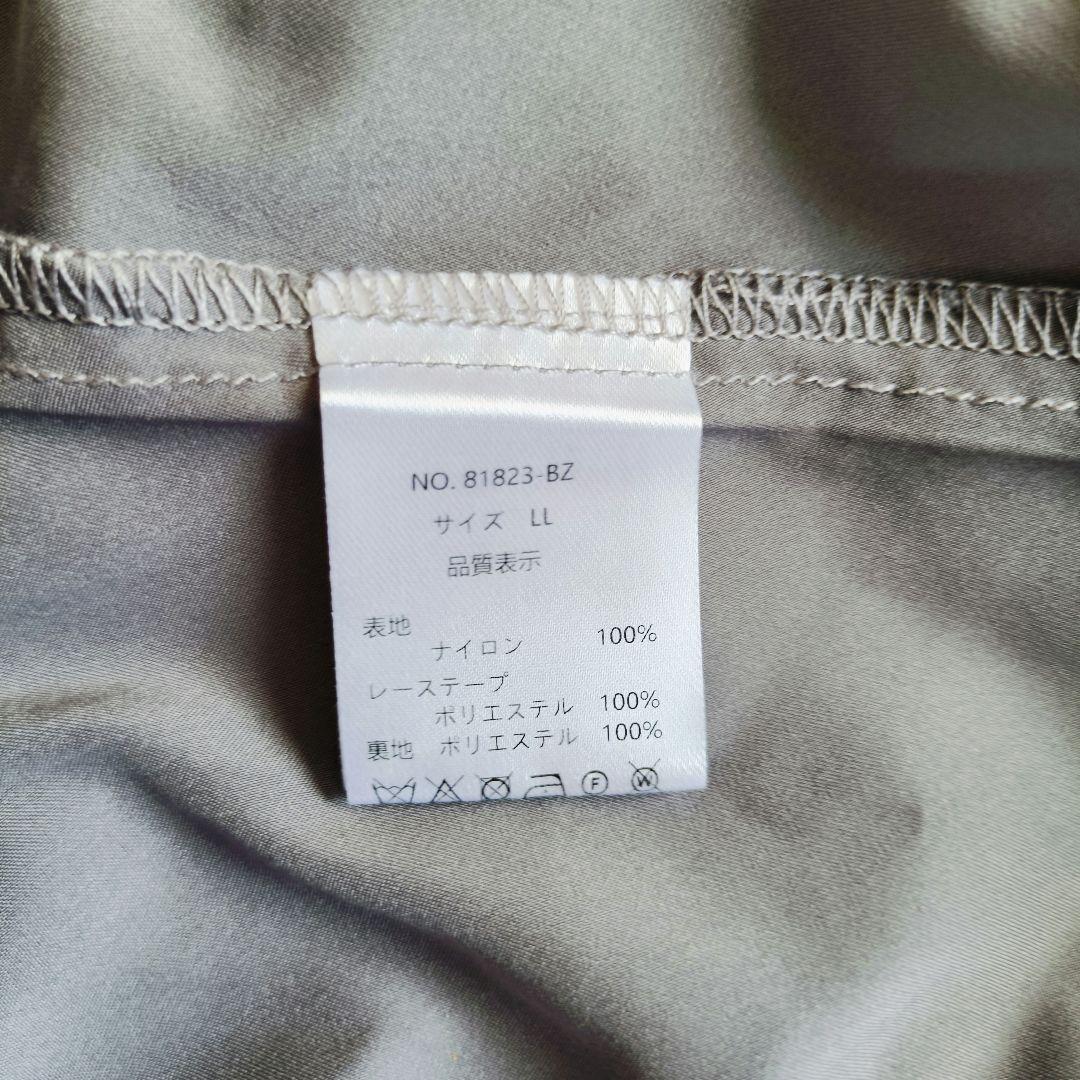 NO. 81823-BZ
サイズ LL
品質表示
表地
ナイロン 100%
レーステープ
ポリエステル 100%
裏地 ポリエステル 100%
F W